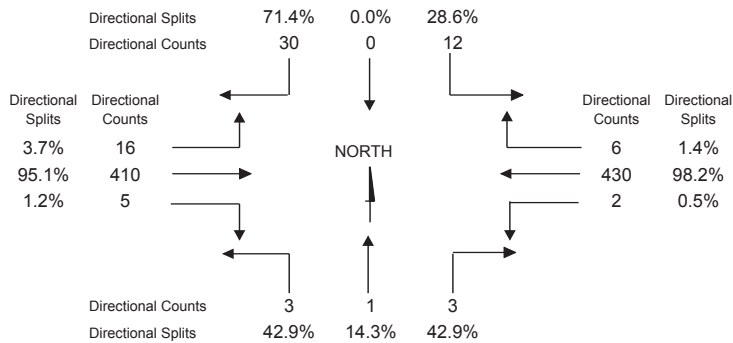 Directional Splits 71.4% 0.0% 28.6%
Directional Counts 30 0 12
Directional Directional Directional Directional
Splits Counts Counts Splits
3.7% 16 NORTH 6 1.4%
95.1% 410 430 98.2%
1.2% 5 2 0.5%
Directional Counts 3 1 3
Directional Splits 42.9% 14.3% 42.9%